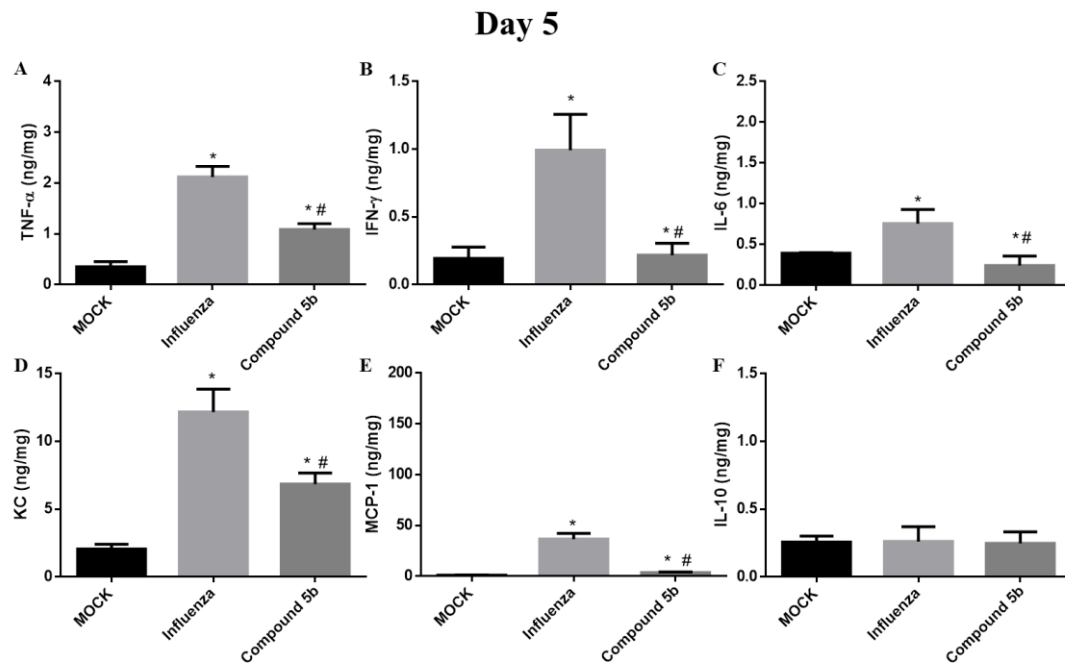 Day 5
A
TNF-α (ng/mg)
4
3
2
1
0
*
* #
MOCK
Influenza
Compound 5b
B
IFN-γ (ng/mg)
1.5
1.0
0.5
0.0
*
* #
MOCK
Influenza
Compound 5b
C
IL-6 (ng/mg)
2.5
2.0
1.5
1.0
0.5
0.0
*
* #
MOCK
Influenza
Compound 5b
D
KC (ng/mg)
15
10
5
0
*
* #
MOCK
Influenza
Compound 5b
E
MCP-1 (ng/mg)
200
150
100
50
0
*
* #
MOCK
Influenza
Compound 5b
F
IL-10 (ng/mg)
1.5
1.0
0.5
0.0
MOCK
Influenza
Compound 5b